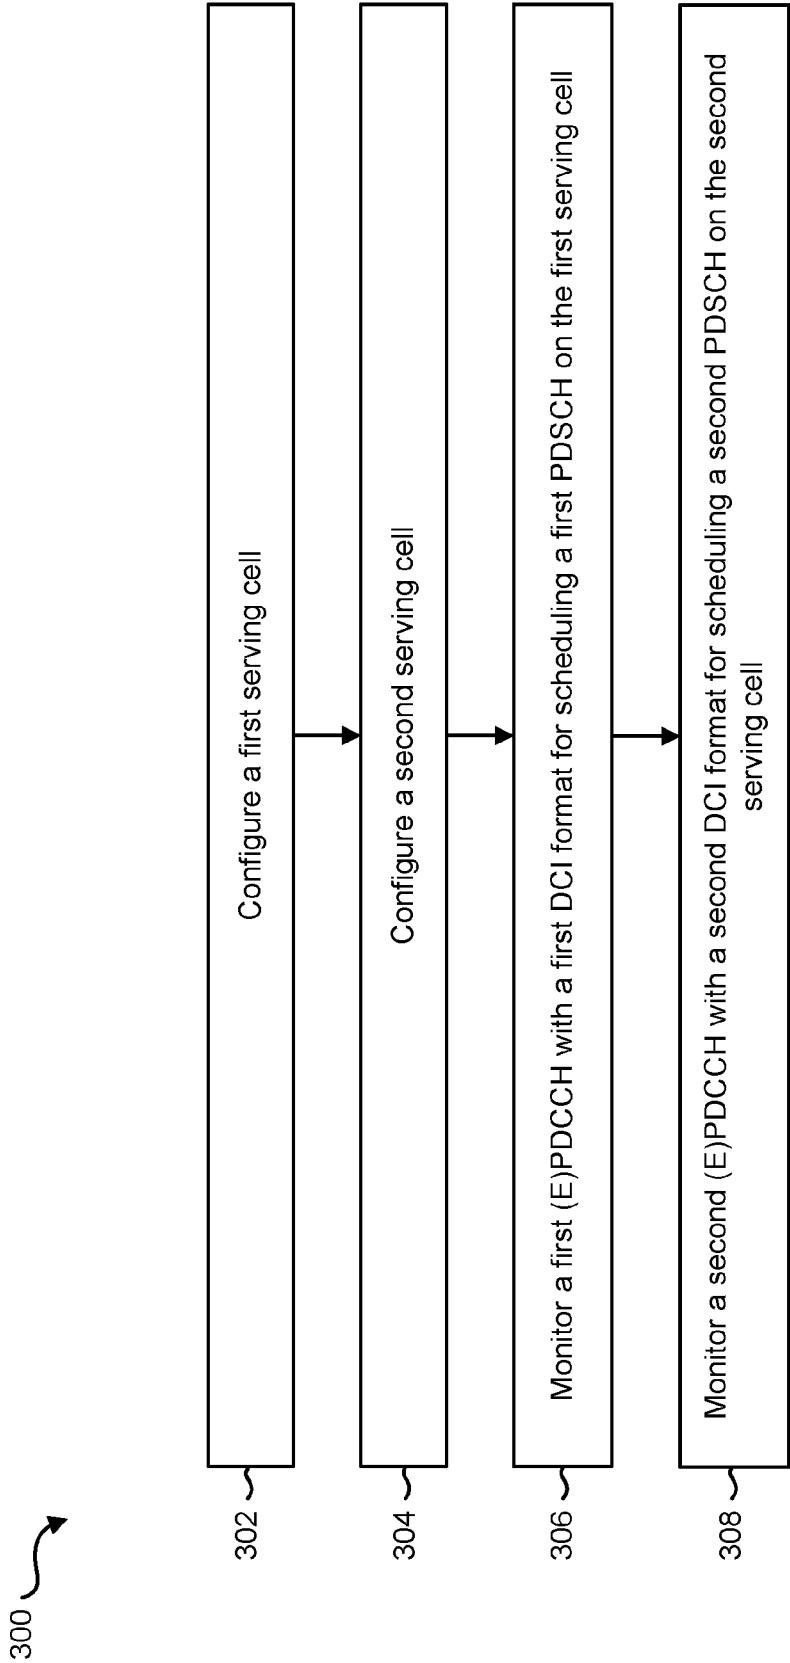 300
302
Configure a first serving cell
304
Configure a second serving cell
306
Monitor a first (E)PDCCH with a first DCI format for scheduling a first PDSCH on the first serving cell
308
Monitor a second (E)PDCCH with a second DCI format for scheduling a second PDSCH on the second
serving cell